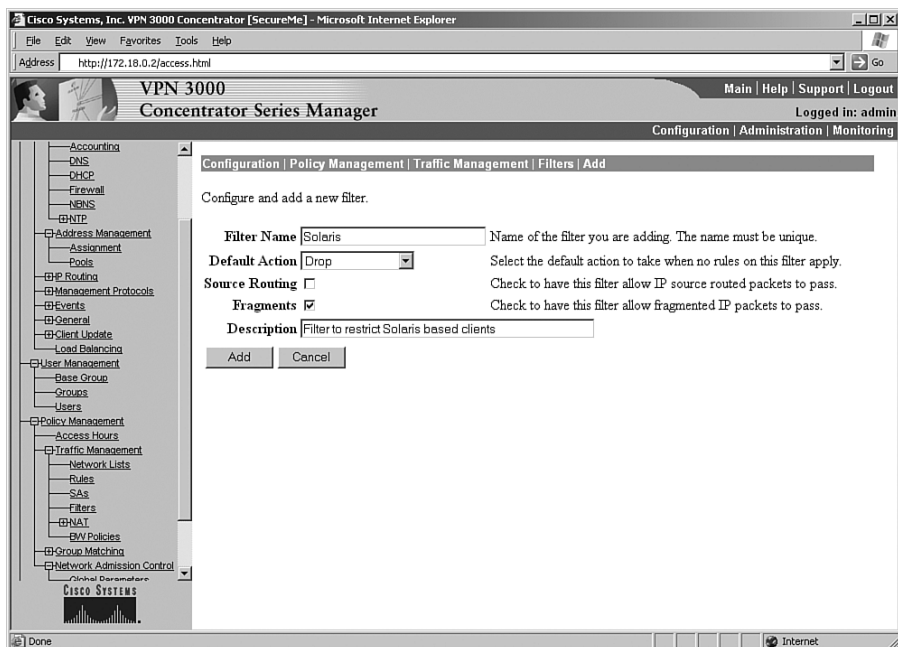 Cisco Systems, Inc. VPN 3000 Concentrator [SecureMe] - Microsoft Internet Explorer
File Edit View Favorites Tools Help
Address http://172.18.0.2/access.html Go
VPN 3000
Concentrator Series Manager
Main | Help | Support | Logout
Logged in: admin
Configuration | Administration | Monitoring
Accounting
DNS
DHCP
Firewall
NBNS
NTP
Address Management
Assignment
Pools
IP Routing
Management Protocols
Events
General
Client Update
Load Balancing
User Management
Base Group
Groups
Users
Policy Management
Access Hours
Traffic Management
Network Lists
Rules
SAs
Filters
NAT
BW Policies
Group Matching
Network Admission Control
Global Parameters
CISCO SYSTEMS
Configuration | Policy Management | Traffic Management | Filters | Add
Configure and add a new filter.
Filter Name Solaris Name of the filter you are adding. The name must be unique.
Default Action Drop Select the default action to take when no rules on this filter apply.
Source Routing Check to have this filter allow IP source routed packets to pass.
Fragments Check to have this filter allow fragmented IP packets to pass.
Description Filter to restrict Solaris based clients
Add Cancel
Done Internet